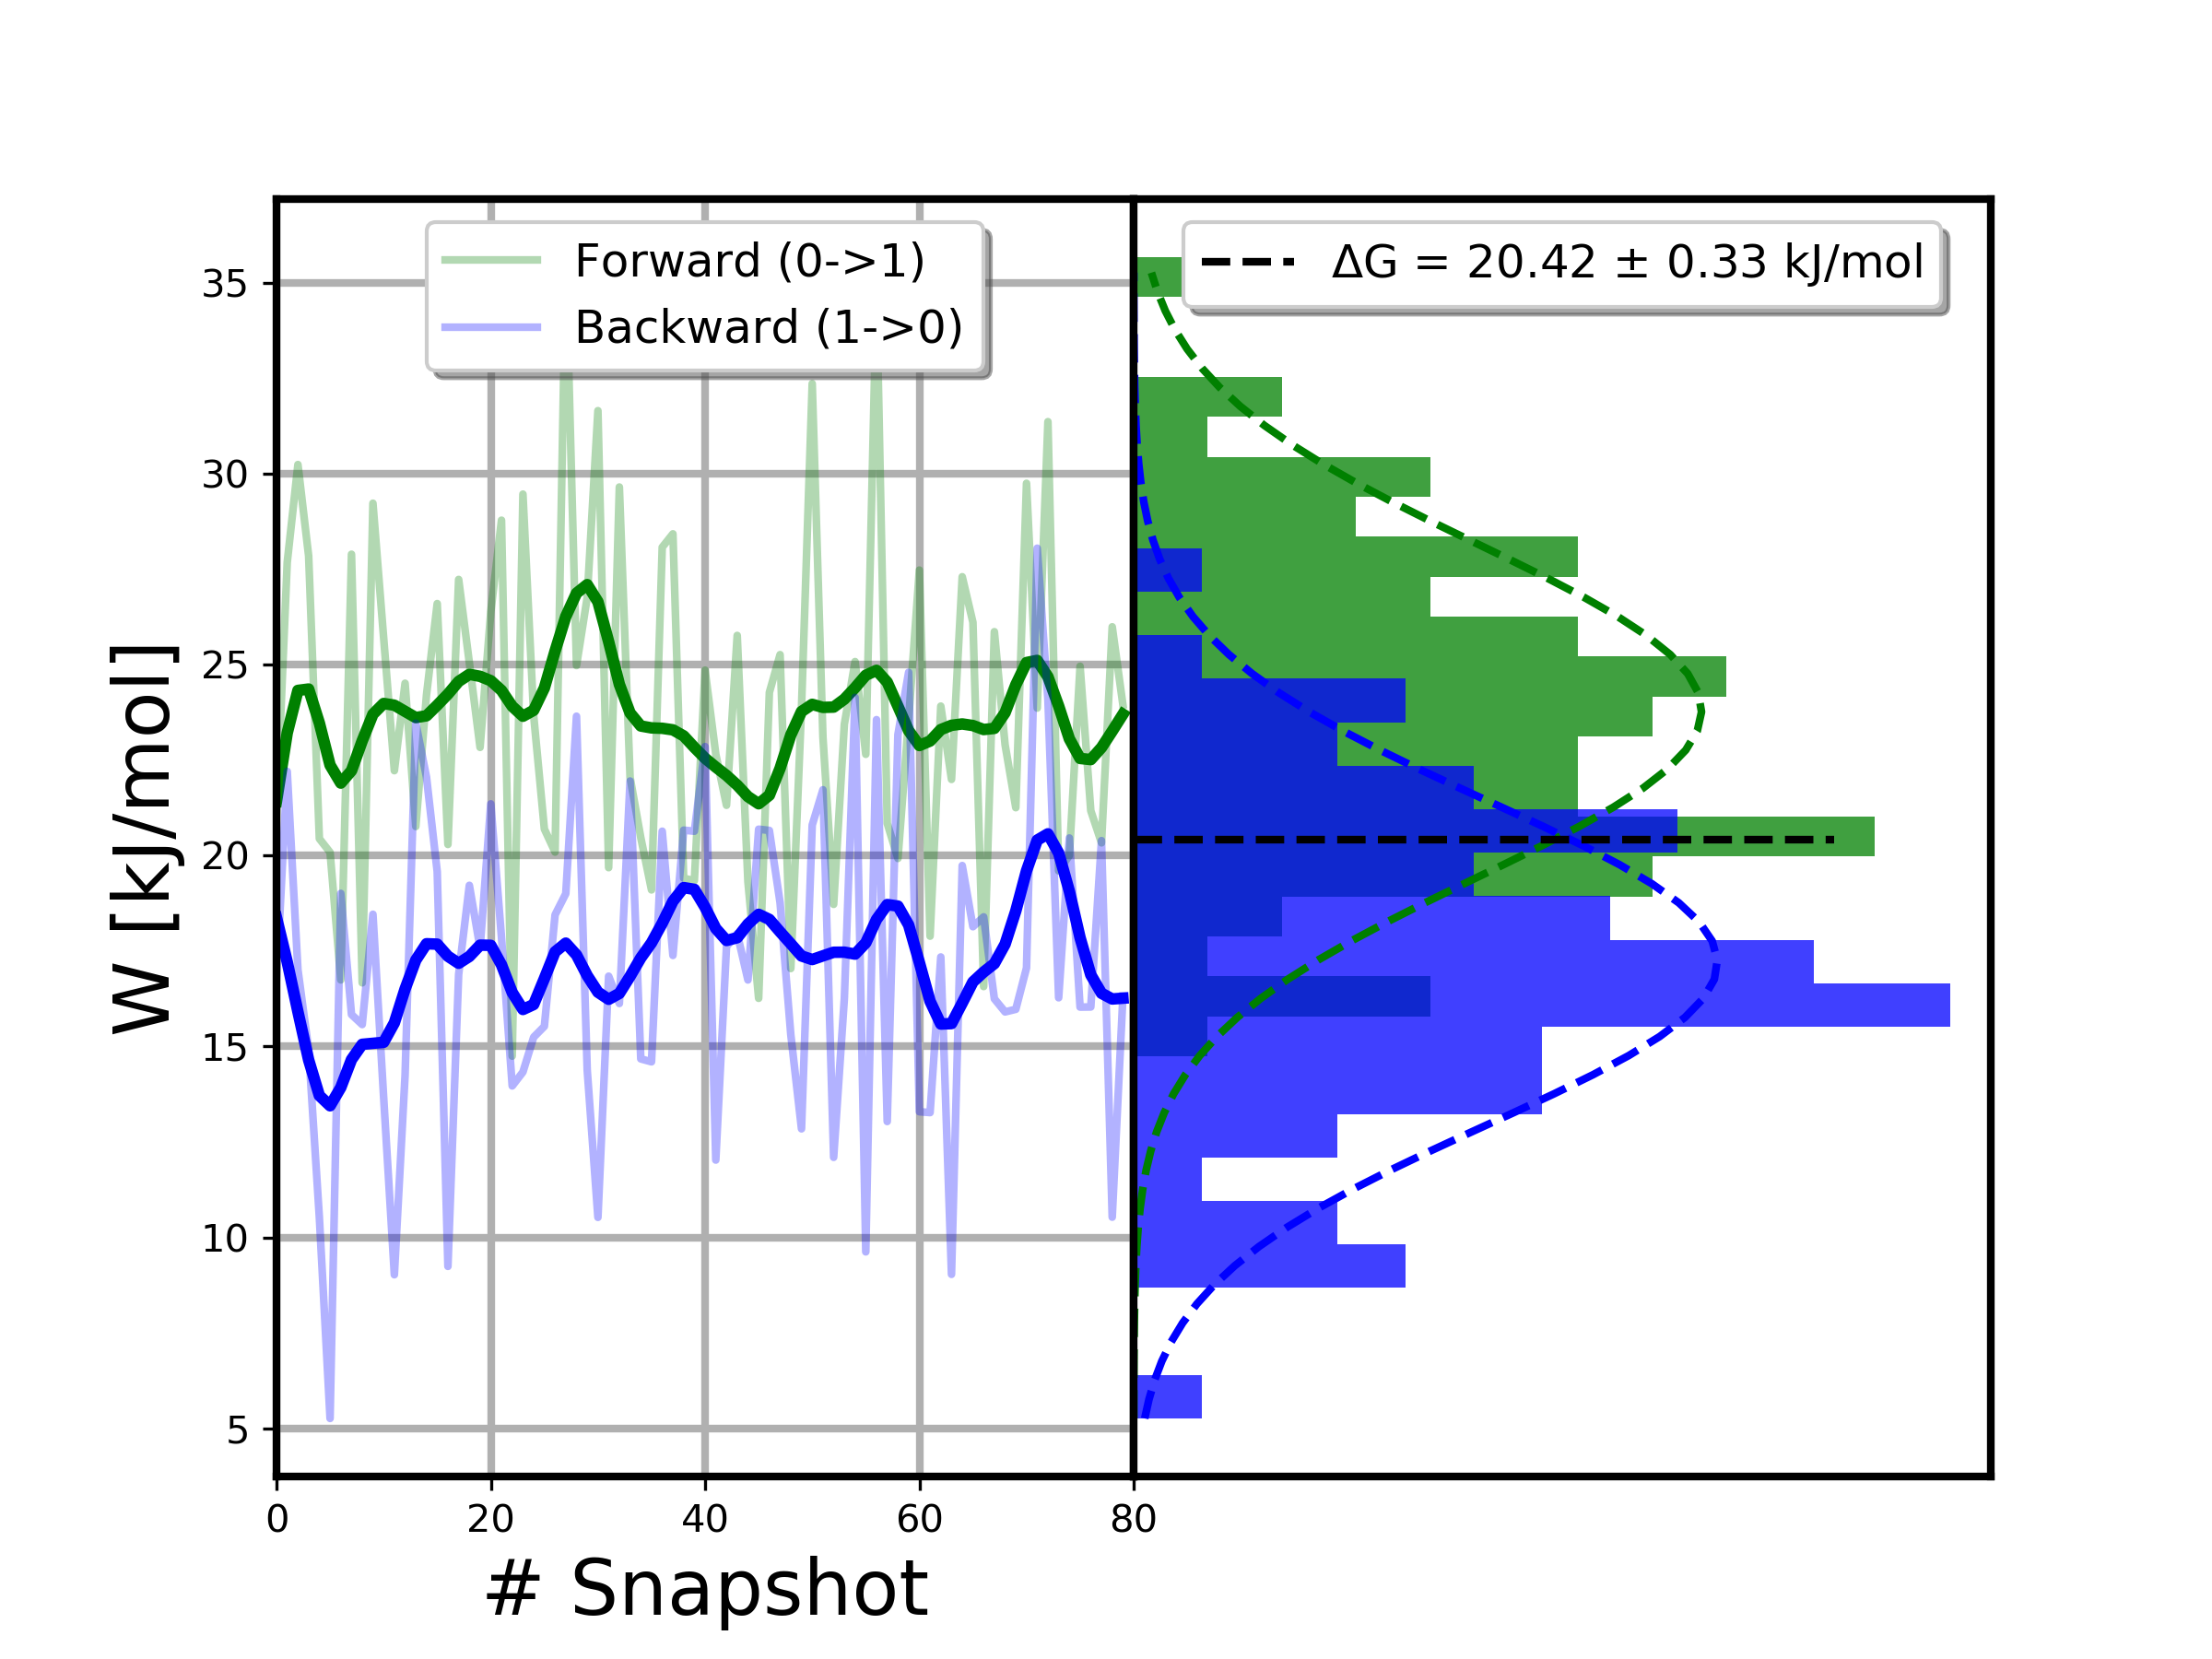 Forward (0->1)
Backward (1->0)
ΔG = 20.42 ± 0.33 kJ/mol
W [kJ/mol]
35
30
25
20
15
10
5
0 20 40 60 80
# Snapshot